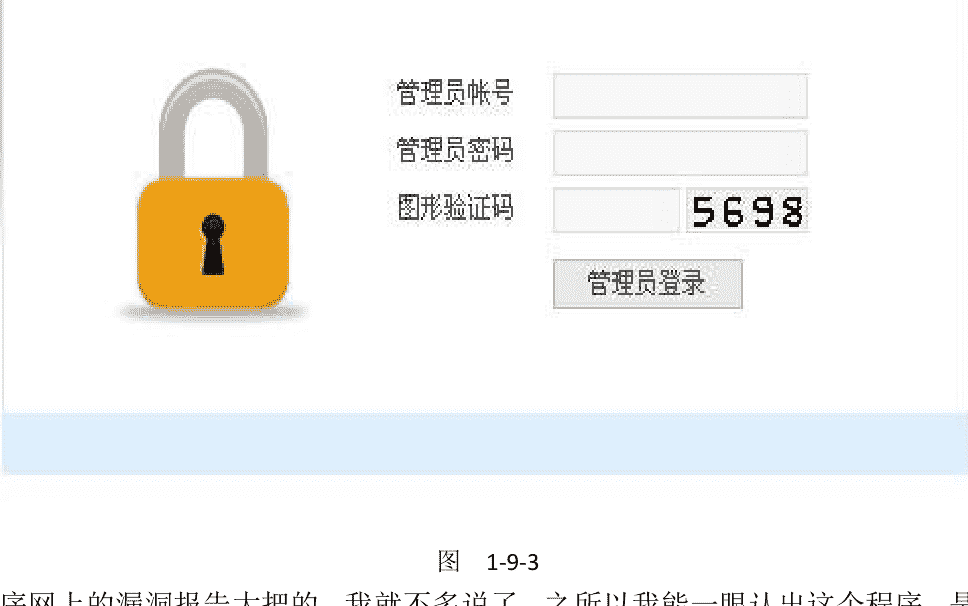 管理员帐号
管理员密码
图形验证码 5698
管理员登录
图 1-9-3
序网上的漏洞报告大把的，我就不多说了，之所以我能一眼认出这个程序，是